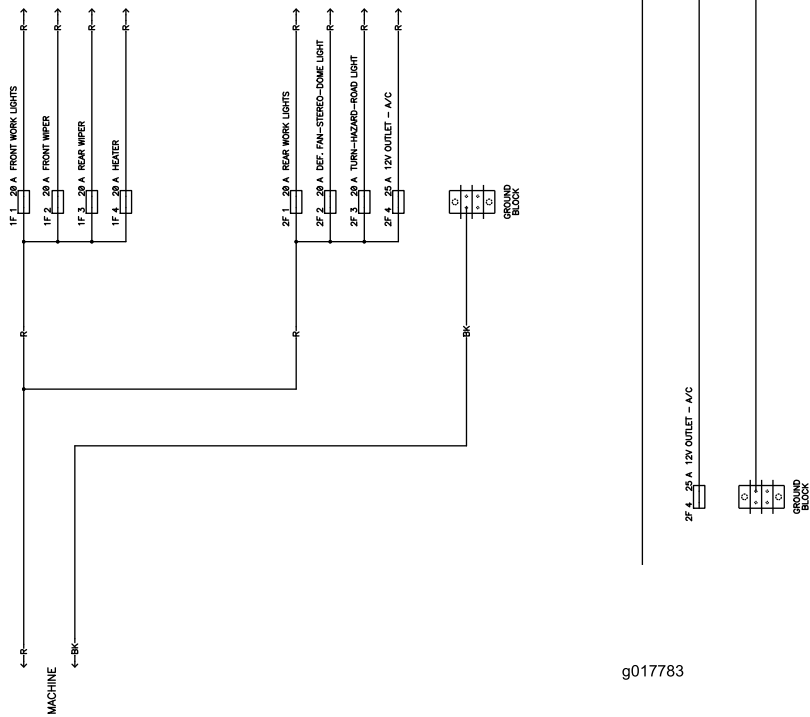 R
R
R
R
R
R
R
R
1F 1 20 A FRONT WORK LIGHTS
1F 2 20 A FRONT WIPER
1F 3 20 A REAR WIPER
1F 4 20 A HEATER
2F 1 20 A REAR WORK LIGHTS
2F 2 20 A DEF. FAN-STEREO-DOME LIGHT
2F 3 20 A TURN-HAZARD-ROAD LIGHT
2F 4 25 A 12V OUTLET - A/C
GROUND
BLOCK
R
R
BK
2F 4 25 A 12V OUTLET - A/C
GROUND
BLOCK
R
BK
MACHINE
g017783